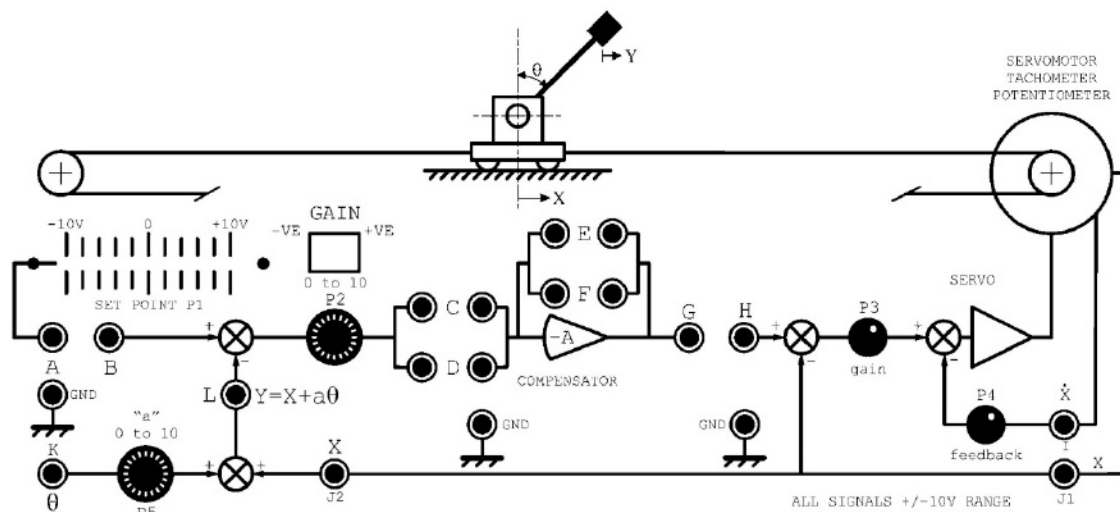 Y
θ
SERVOMOTOR
TACHOMETER
POTENTIOMETER
X
-10V 0 +10V
GAIN
-VE +VE
0 to 10
P2
SET POINT P1
E
F
C
D
-A
COMPENSATOR
G
H
P3
gain
SERVO
A
B
GND
L
Y=X+aθ
"a"
0 to 10
K
θ
P5
X
J2
GND
GND
P4
feedback
Ẋ
I
X
J1
ALL SIGNALS +/-10V RANGE
+
-
+
+
+
-
+
-